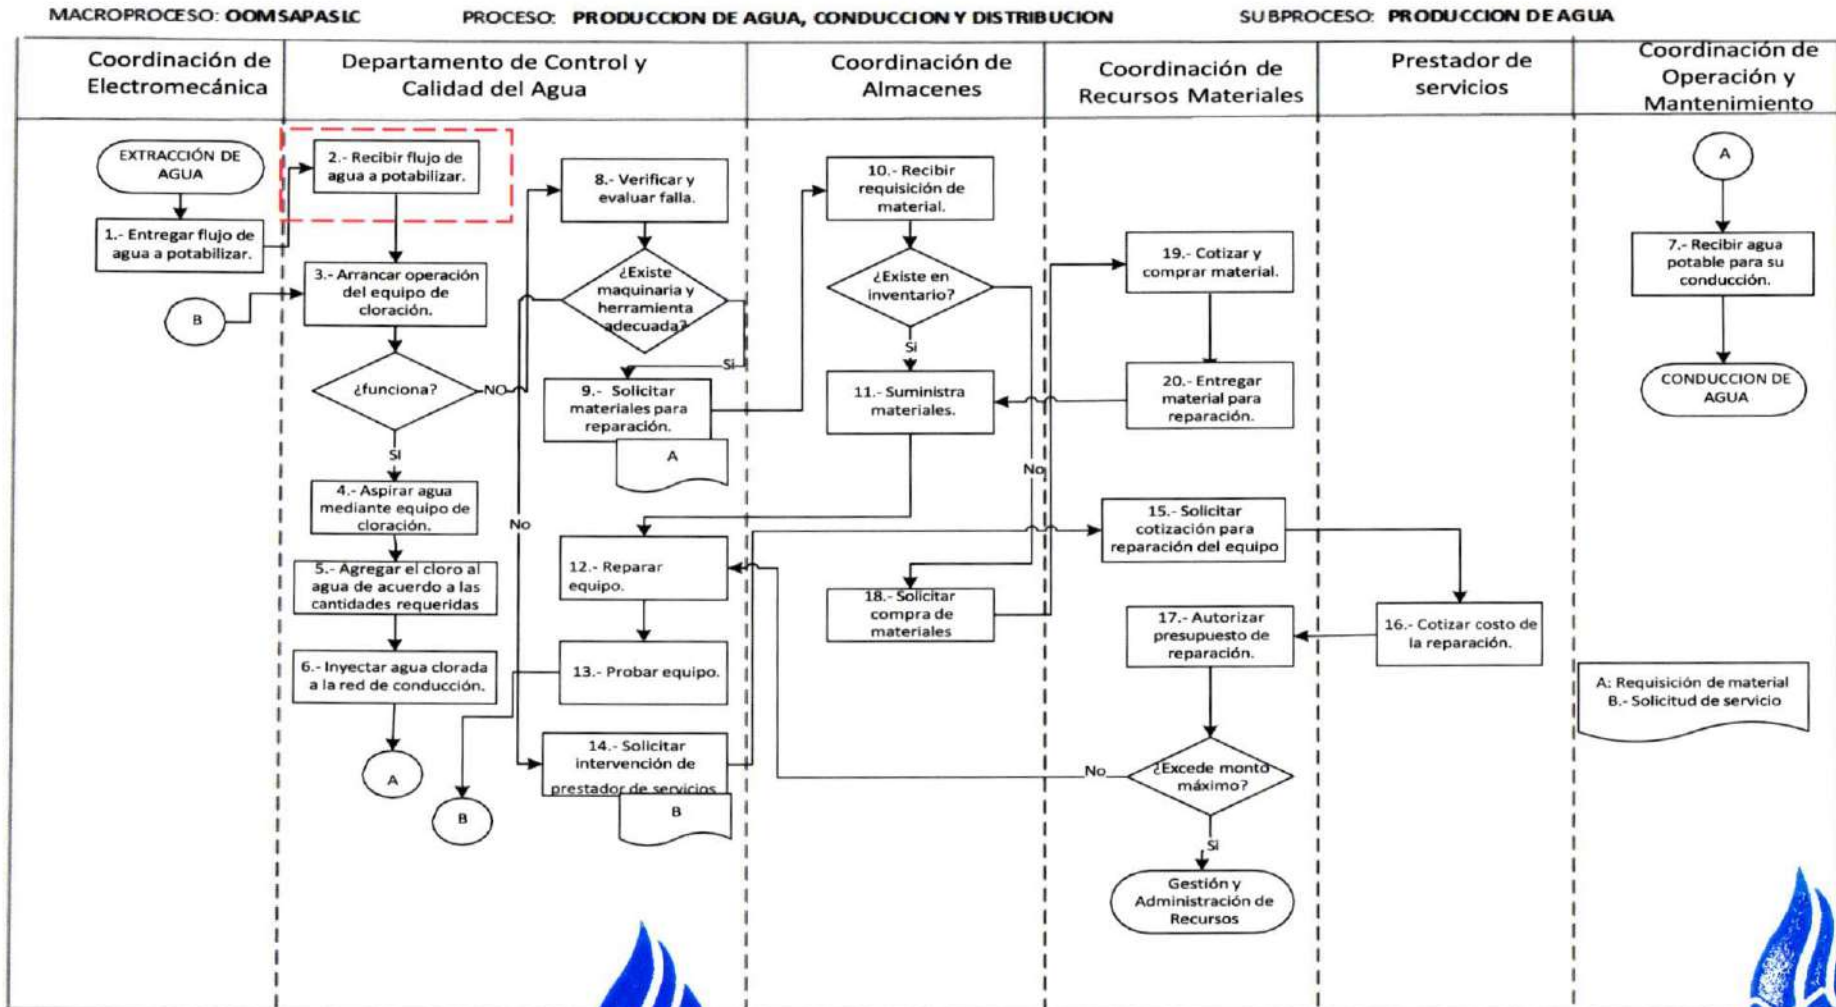 MACROPROCESO: OOMSAPASLC PROCESO: PRODUCCION DE AGUA, CONDUCCION Y DISTRIBUCION SUBPROCESO: PRODUCCION DE AGUA
Coordinación de
Electromecánica
Departamento de Control y
Calidad del Agua
Coordinación de
Almacenes
Coordinación de
Recursos Materiales
Prestador de
servicios
Coordinación de
Operación y
Mantenimiento
EXTRACCIÓN DE
AGUA
1.- Entregar flujo de
agua a potabilizar.
B
2.- Recibir flujo de
agua a potabilizar.
3.- Arrancar operación
del equipo de
cloración.
¿funciona?
NO
SI
4.- Aspirar agua
mediante equipo de
cloración.
5.- Agregar el cloro al
agua de acuerdo a las
cantidades requeridas
6.- Inyectar agua clorada
a la red de conducción.
A
B
8.- Verificar y
evaluar falla.
¿Existe
maquinaria y
herramienta
adecuada?
Si
No
9.- Solicitar
materiales para
reparación.
A
12.- Reparar
equipo.
13.- Probar equipo.
14.- Solicitar
intervención de
prestador de servicios
B
10.- Recibir
requisición de
material.
¿Existe en
inventario?
Si
No
11.- Suministra
materiales.
18.- Solicitar
compra de
materiales
19.- Cotizar y
comprar material.
20.- Entregar
material para
reparación.
15.- Solicitar
cotización para
reparación del equipo
17.- Autorizar
presupuesto de
reparación.
¿Excede monto
máximo?
No
Si
Gestión y
Administración de
Recursos
16.- Cotizar costo de
la reparación.
A
7.- Recibir agua
potable para su
conducción.
CONDUCCION DE
AGUA
A: Requisición de material
B.- Solicitud de servicio